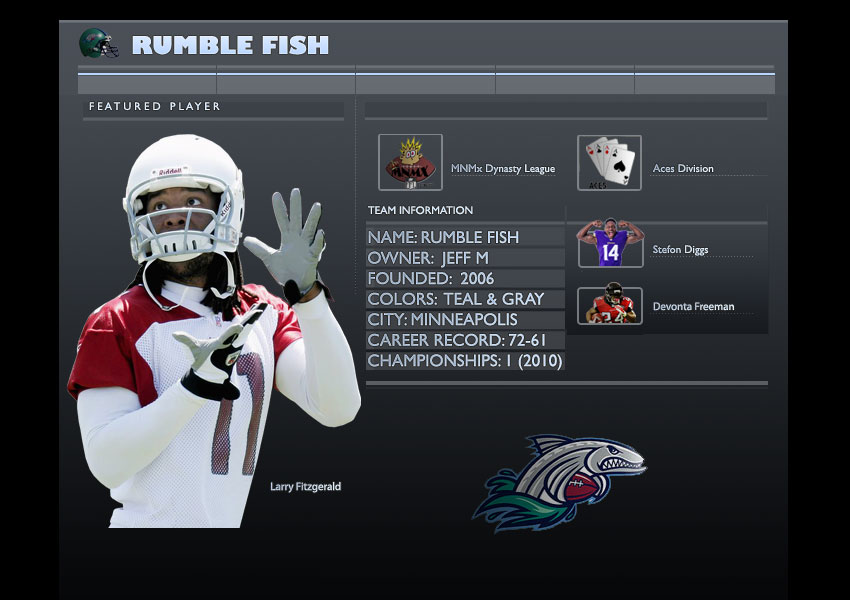 RUMBLE FISH
FEATURED PLAYER
Riddell
11
Larry Fitzgerald
MNMX
MNMx Dynasty League
ACES
Aces Division
TEAM INFORMATION
NAME: RUMBLE FISH
OWNER: JEFF M
FOUNDED: 2006
COLORS: TEAL & GRAY
CITY: MINNEAPOLIS
CAREER RECORD: 72-61
CHAMPIONSHIPS: 1 (2010)
14
Stefon Diggs
24
Devonta Freeman